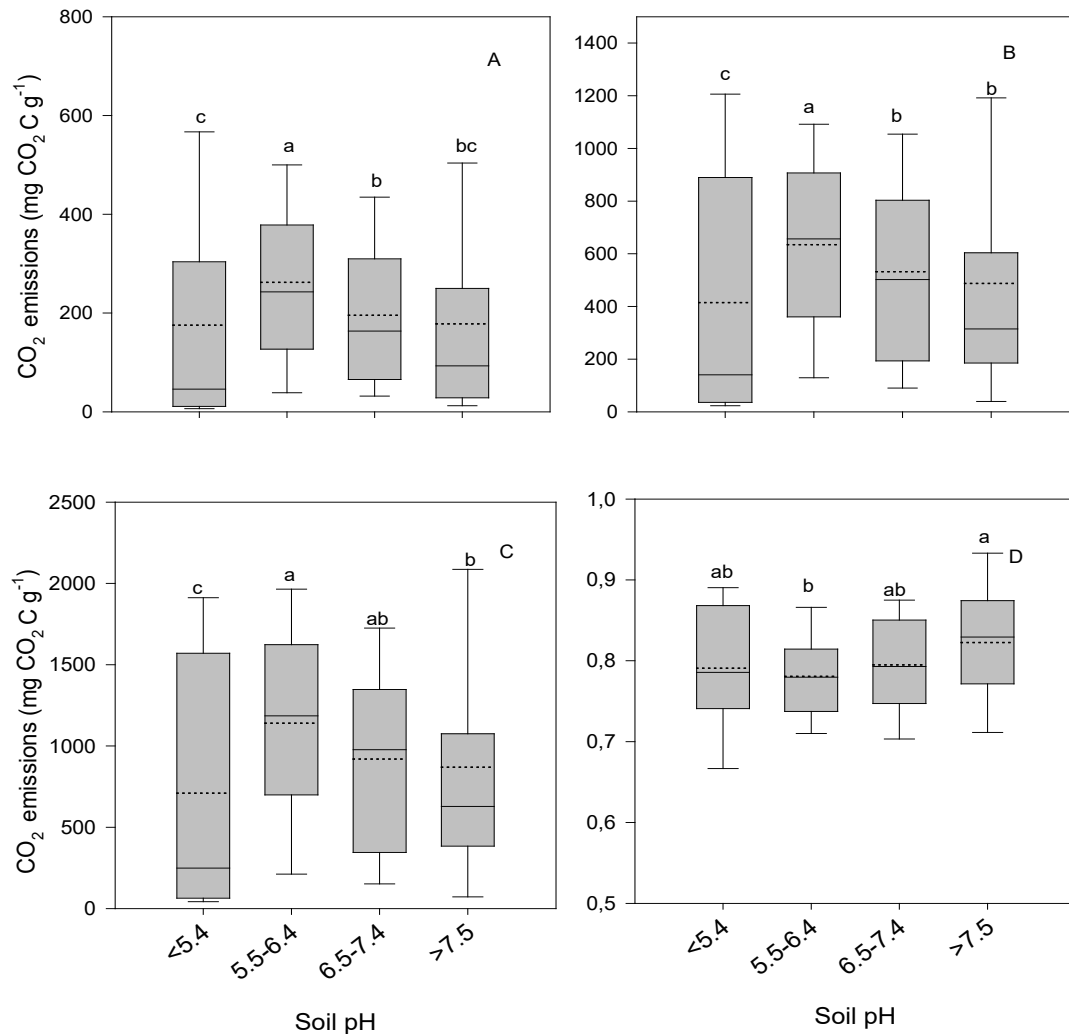 800
600
400
200
0
CO2 emissions (mg CO2 C g-1)
A
c
a
b
bc
1400
1200
1000
800
600
400
200
0
B
c
a
b
b
2500
2000
1500
1000
500
0
CO2 emissions (mg CO2 C g-1)
C
c
a
ab
b
<5.4
5.5-6.4
6.5-7.4
>7.5
Soil pH
1,0
0,9
0,8
0,7
0,6
0,5
D
ab
b
ab
a
<5.4
5.5-6.4
6.5-7.4
>7.5
Soil pH